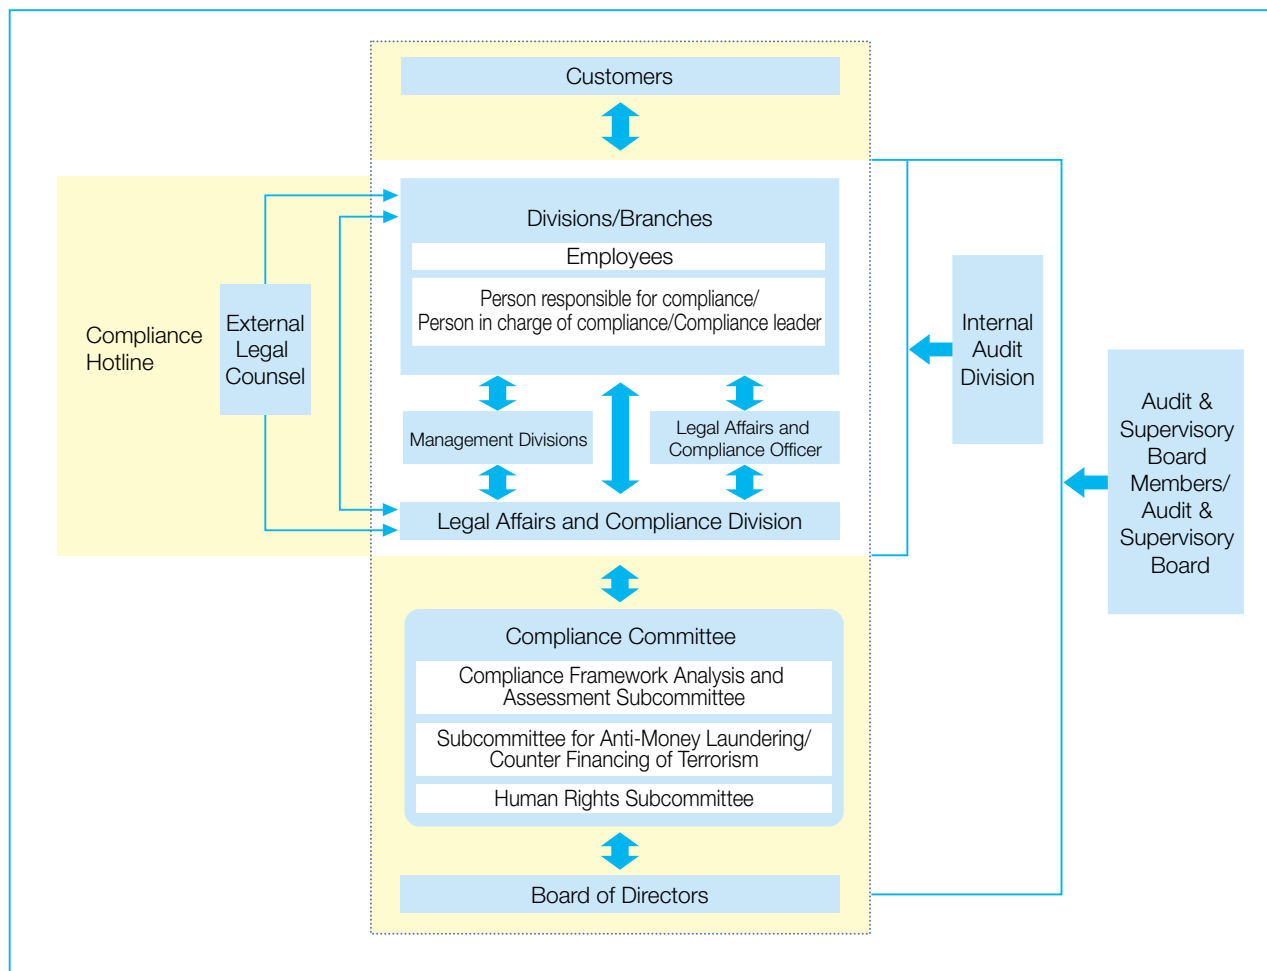 Customers
Divisions/Branches
Employees
Person responsible for compliance/
Person in charge of compliance/Compliance leader
Compliance
Hotline
External
Legal
Counsel
Management Divisions
Legal Affairs and
Compliance Officer
Legal Affairs and Compliance Division
Internal
Audit
Division
Audit &
Supervisory
Board
Members/
Audit &
Supervisory
Board
Compliance Committee
Compliance Framework Analysis and
Assessment Subcommittee
Subcommittee for Anti-Money Laundering/
Counter Financing of Terrorism
Human Rights Subcommittee
Board of Directors